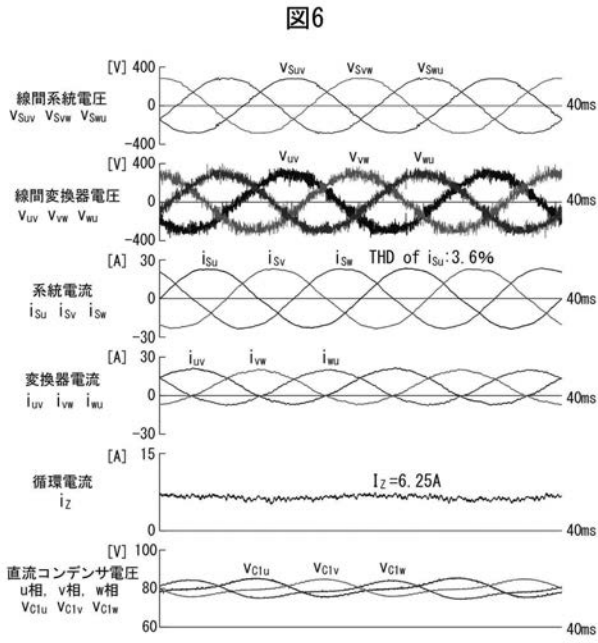 図6
線間系統電圧
vSuv vSvw vSwu
[V] 400
0
-400
vSuv vSvw vSwu
40ms
線間変換器電圧
vuv vvw vwu
[V] 400
0
-400
vuv vvw vwu
40ms
系統電流
iSu iSv iSw
[A] 30
0
-30
iSu iSv iSw THD of iSu:3.6%
40ms
変換器電流
iuv ivw iwu
[A] 30
0
-30
iuv ivw iwu
40ms
循環電流
iZ
[A] 15
0
IZ=6.25A
40ms
直流コンデンサ電圧
u相, v相, w相
vC1u vC1v vC1w
[V] 100
80
60
vC1u vC1v vC1w
40ms